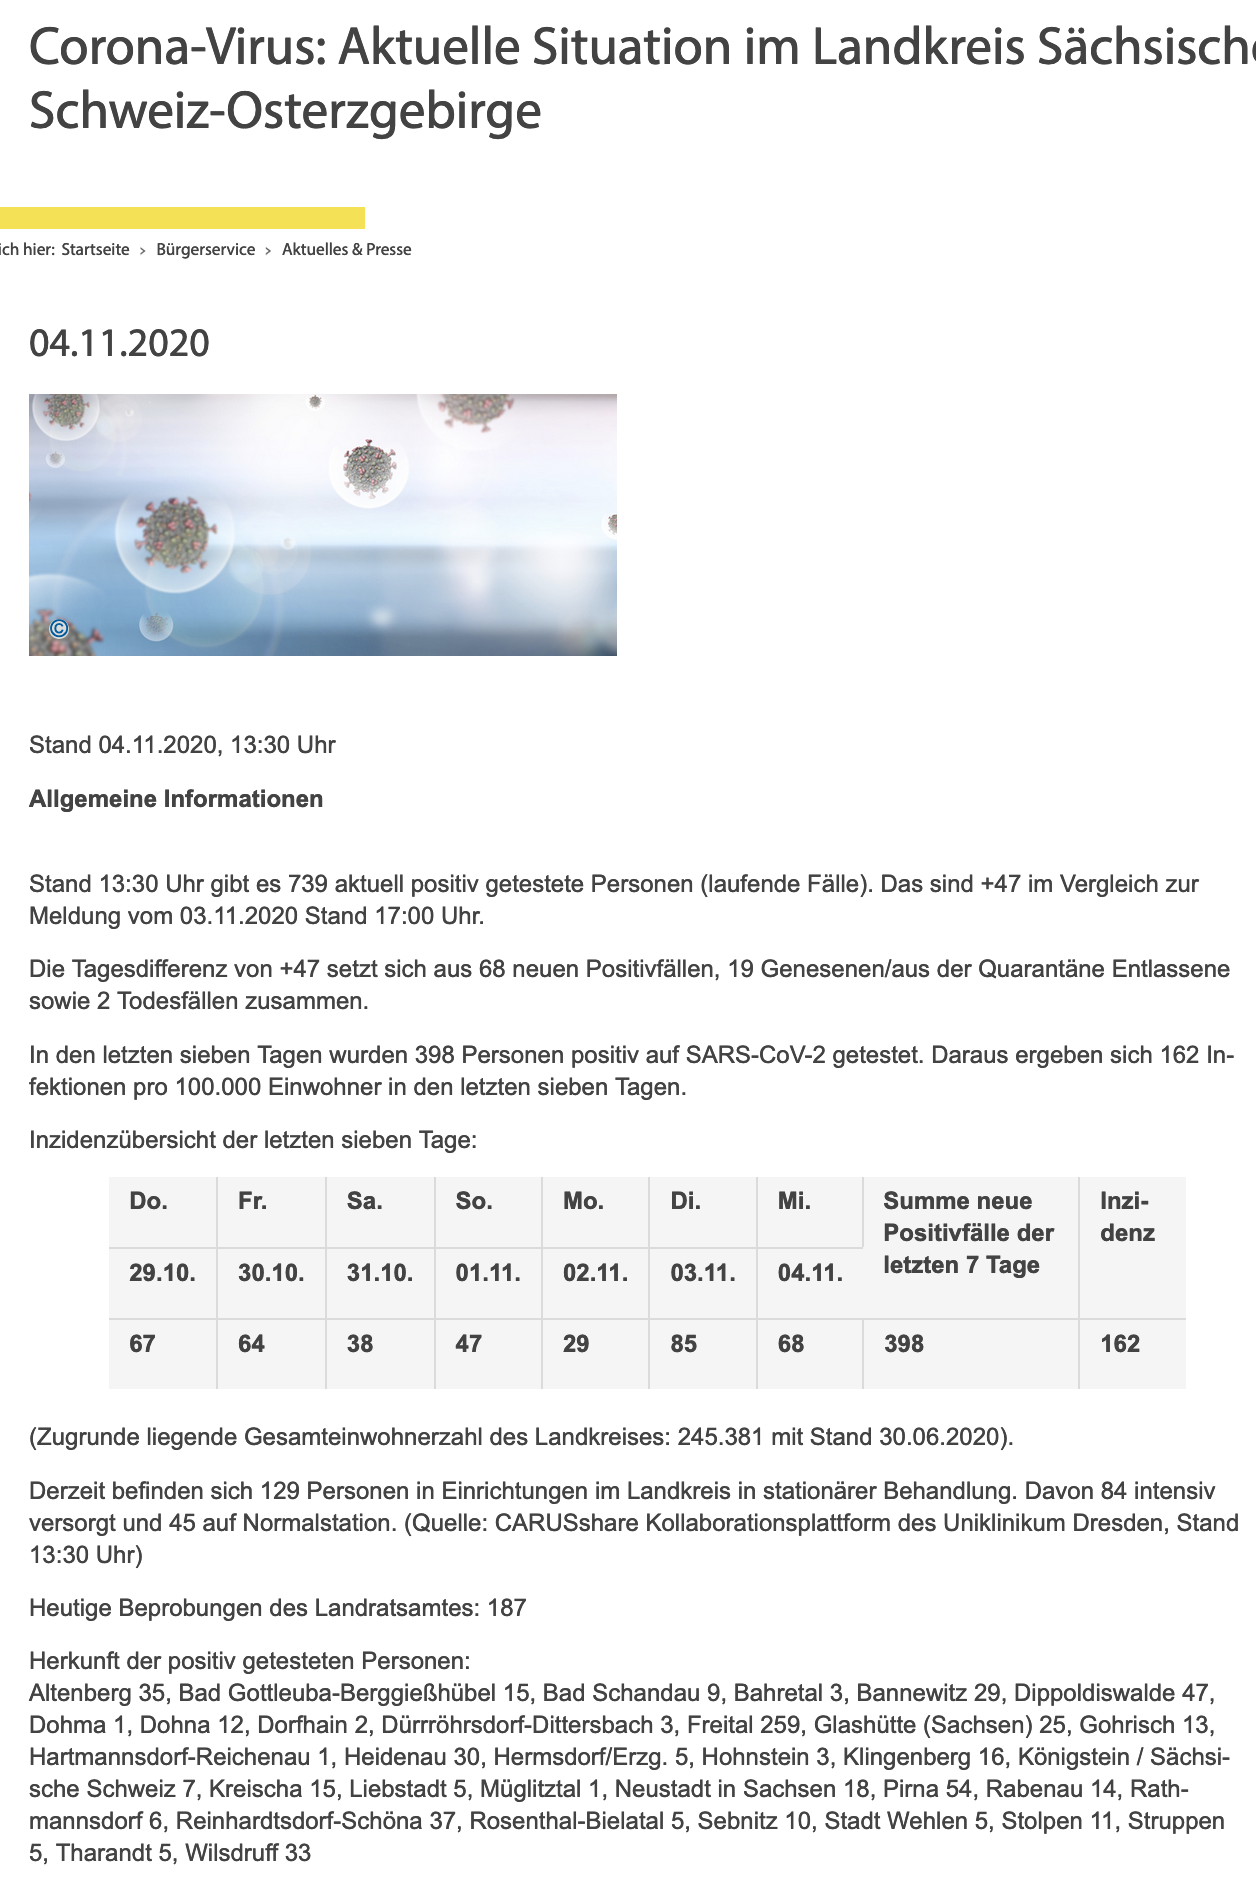 Corona-Virus: Aktuelle Situation im Landkreis Sächsische
Schweiz-Osterzgebirge
ich hier: Startseite › Bürgerservice › Aktuelles & Presse
04.11.2020
©
Stand 04.11.2020, 13:30 Uhr
Allgemeine Informationen
Stand 13:30 Uhr gibt es 739 aktuell positiv getestete Personen (laufende Fälle). Das sind +47 im Vergleich zur
Meldung vom 03.11.2020 Stand 17:00 Uhr.
Die Tagesdifferenz von +47 setzt sich aus 68 neuen Positivfällen, 19 Genesenen/aus der Quarantäne Entlassene
sowie 2 Todesfällen zusammen.
In den letzten sieben Tagen wurden 398 Personen positiv auf SARS-CoV-2 getestet. Daraus ergeben sich 162 In-
fektionen pro 100.000 Einwohner in den letzten sieben Tagen.
Inzidenzübersicht der letzten sieben Tage:
Do. Fr. Sa. So. Mo. Di. Mi. Summe neue Inzi-
Positivfälle der denz
29.10. 30.10. 31.10. 01.11. 02.11. 03.11. 04.11. letzten 7 Tage
67 64 38 47 29 85 68 398 162
(Zugrunde liegende Gesamteinwohnerzahl des Landkreises: 245.381 mit Stand 30.06.2020).
Derzeit befinden sich 129 Personen in Einrichtungen im Landkreis in stationärer Behandlung. Davon 84 intensiv
versorgt und 45 auf Normalstation. (Quelle: CARUSshare Kollaborationsplattform des Uniklinikum Dresden, Stand
13:30 Uhr)
Heutige Beprobungen des Landratsamtes: 187
Herkunft der positiv getesteten Personen:
Altenberg 35, Bad Gottleuba-Berggießhübel 15, Bad Schandau 9, Bahretal 3, Bannewitz 29, Dippoldiswalde 47,
Dohma 1, Dohna 12, Dorfhain 2, Dürrröhrsdorf-Dittersbach 3, Freital 259, Glashütte (Sachsen) 25, Gohrisch 13,
Hartmannsdorf-Reichenau 1, Heidenau 30, Hermsdorf/Erzg. 5, Hohnstein 3, Klingenberg 16, Königstein / Sächsi-
sche Schweiz 7, Kreischa 15, Liebstadt 5, Müglitztal 1, Neustadt in Sachsen 18, Pirna 54, Rabenau 14, Rath-
mannsdorf 6, Reinhardtsdorf-Schöna 37, Rosenthal-Bielatal 5, Sebnitz 10, Stadt Wehlen 5, Stolpen 11, Struppen
5, Tharandt 5, Wilsdruff 33